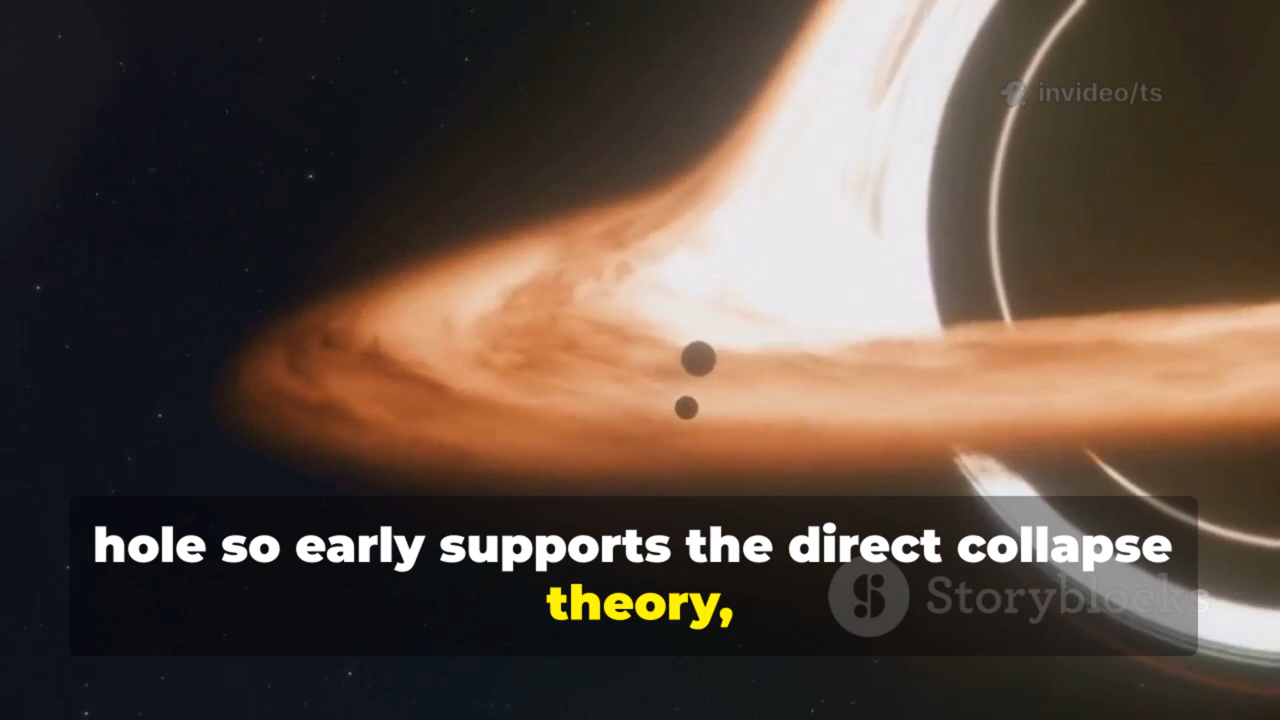 invideo/ts
hole so early supports the direct collapse
theory,
Storyblocks